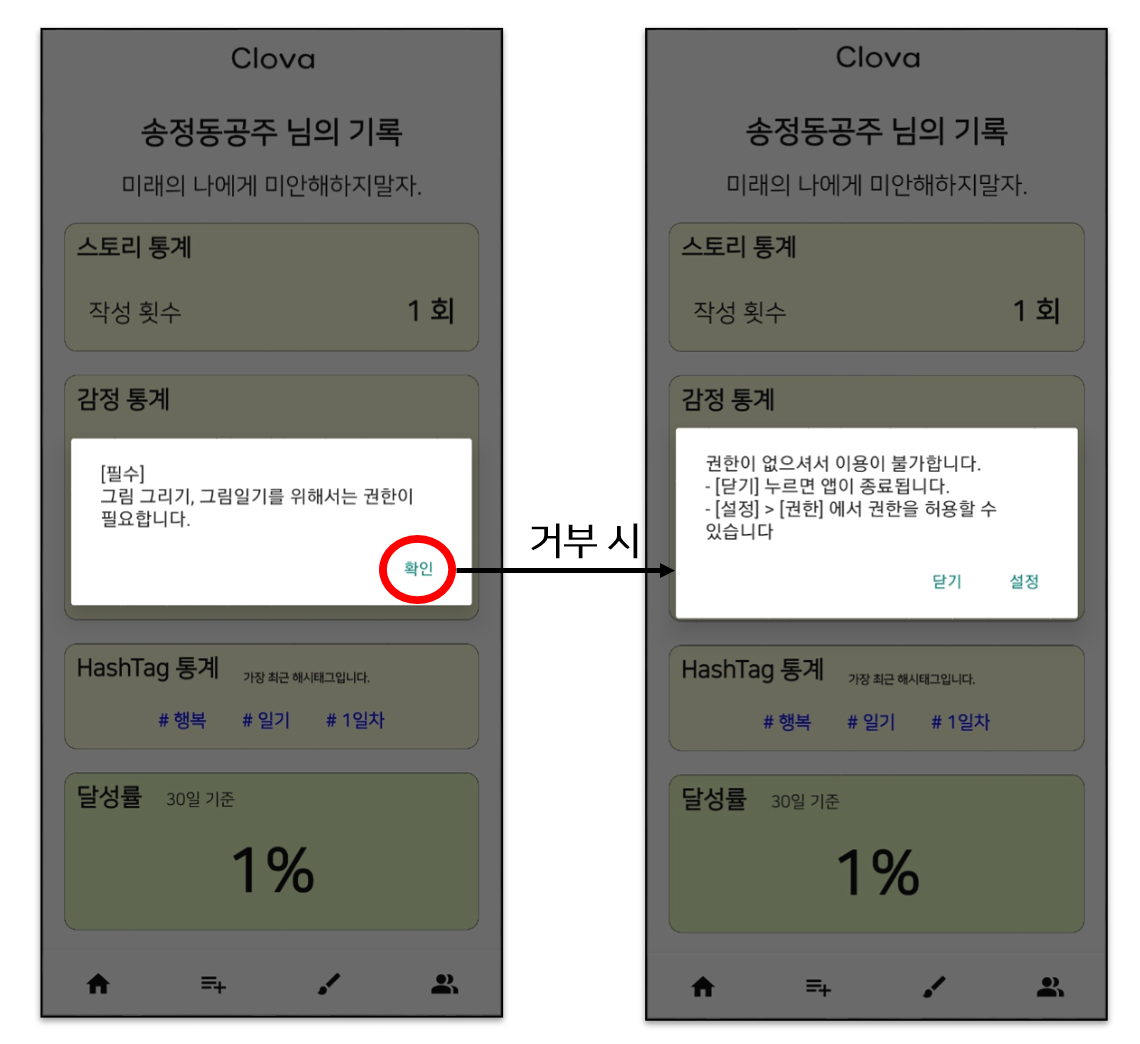 Clova
송정동공주 님의 기록
미래의 나에게 미안해하지말자.
스토리 통계
작성 횟수 1 회
감정 통계
[필수]
그림 그리기, 그림일기를 위해서는 권한이
필요합니다.
확인
HashTag 통계 가장 최근 해시태그입니다.
# 행복 # 일기 # 1일차
달성률 30일 기준
1%
거부 시
Clova
송정동공주 님의 기록
미래의 나에게 미안해하지말자.
스토리 통계
작성 횟수 1 회
감정 통계
권한이 없으셔서 이용이 불가합니다.
- [닫기] 누르면 앱이 종료됩니다.
- [설정] > [권한] 에서 권한을 허용할 수
있습니다
닫기 설정
HashTag 통계 가장 최근 해시태그입니다.
# 행복 # 일기 # 1일차
달성률 30일 기준
1%